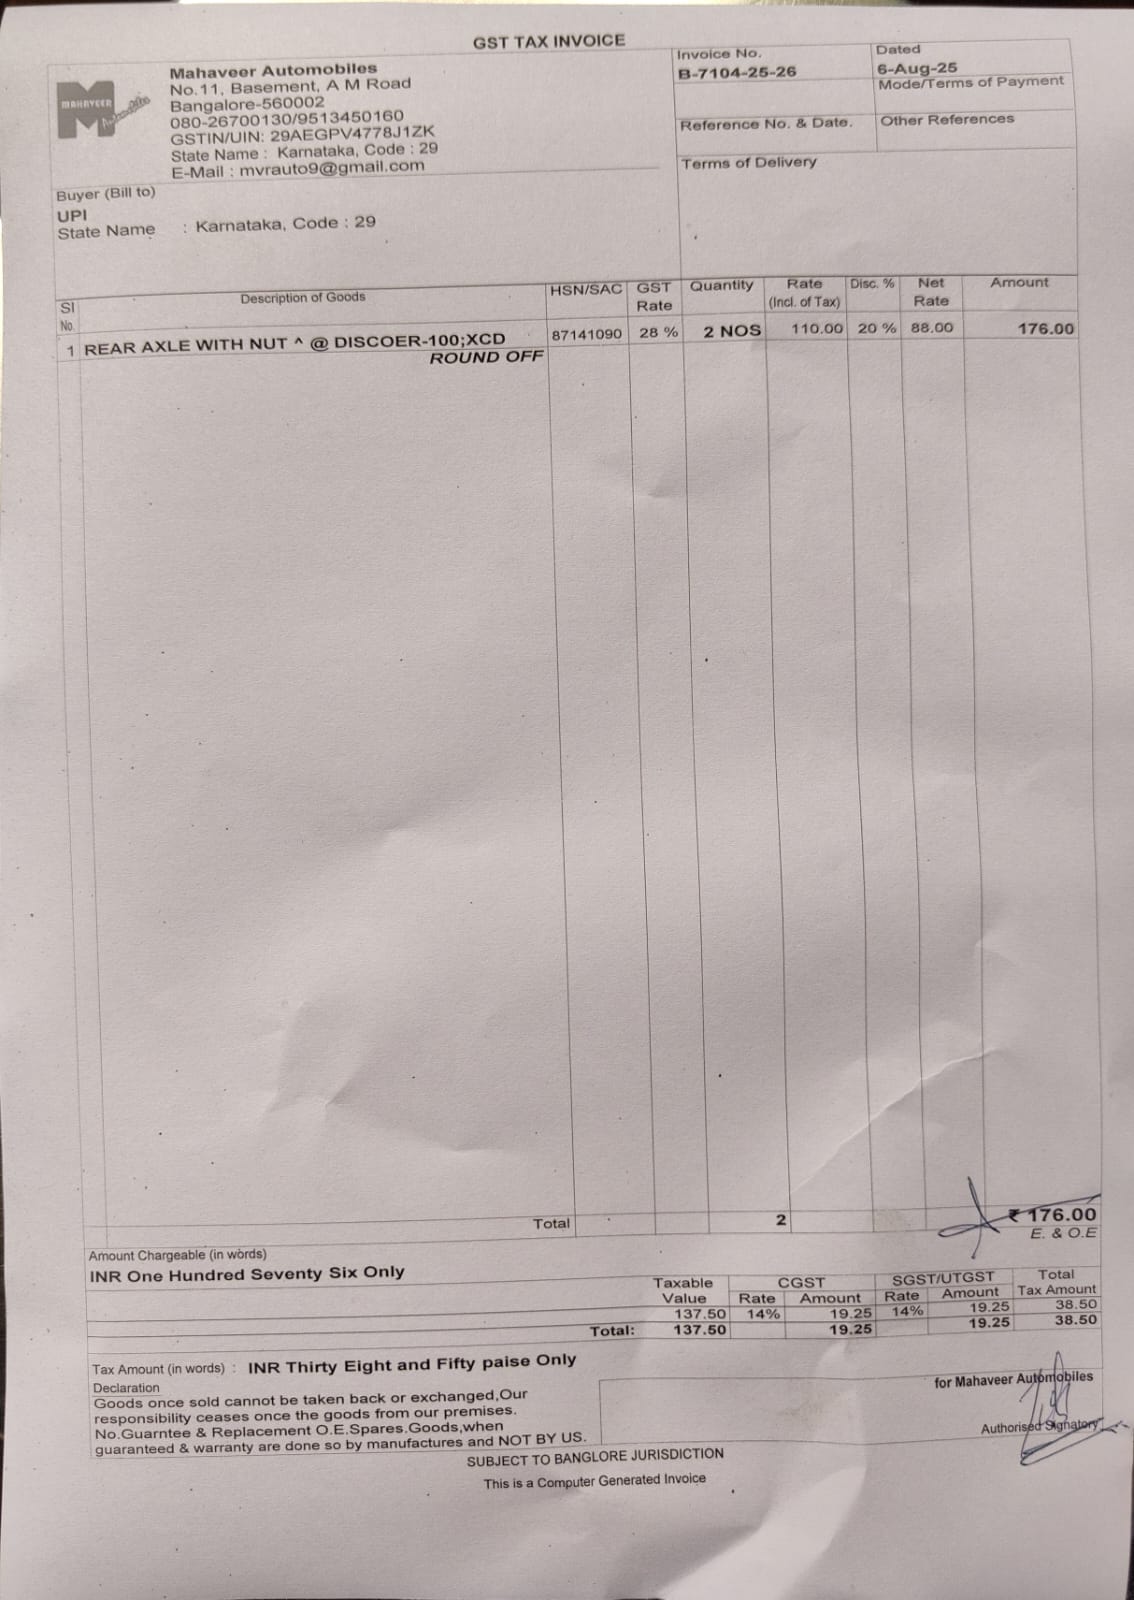 GST TAX INVOICE
MAHAVEER
Automobiles
Mahaveer Automobiles
No.11, Basement, A M Road
Bangalore-560002
080-26700130/9513450160
GSTIN/UIN: 29AEGPV4778J1ZK
State Name : Karnataka, Code : 29
E-Mail : mvrauto9@gmail.com
Invoice No. Dated
B-7104-25-26 6-Aug-25
Mode/Terms of Payment
Reference No. & Date. Other References
Terms of Delivery
Buyer (Bill to)
UPI
State Name : Karnataka, Code : 29
Sl No. Description of Goods HSN/SAC GST Rate Quantity Rate (Incl. of Tax) Disc. % Net Rate Amount
1 REAR AXLE WITH NUT ^ @ DISCOER-100;XCD 87141090 28 % 2 NOS 110.00 20 % 88.00 176.00
ROUND OFF
Total 2 ₹ 176.00
E. & O.E
Amount Chargeable (in words)
INR One Hundred Seventy Six Only
Taxable Value CGST SGST/UTGST Total Tax Amount
Rate Amount Rate Amount
137.50 14% 19.25 14% 19.25 38.50
Total: 137.50 19.25 19.25 38.50
Tax Amount (in words) : INR Thirty Eight and Fifty paise Only
Declaration
Goods once sold cannot be taken back or exchanged,Our
responsibility ceases once the goods from our premises.
No.Guarntee & Replacement O.E.Spares.Goods,when
guaranteed & warranty are done so by manufactures and NOT BY US.
for Mahaveer Automobiles
Authorised Signatory
SUBJECT TO BANGLORE JURISDICTION
This is a Computer Generated Invoice